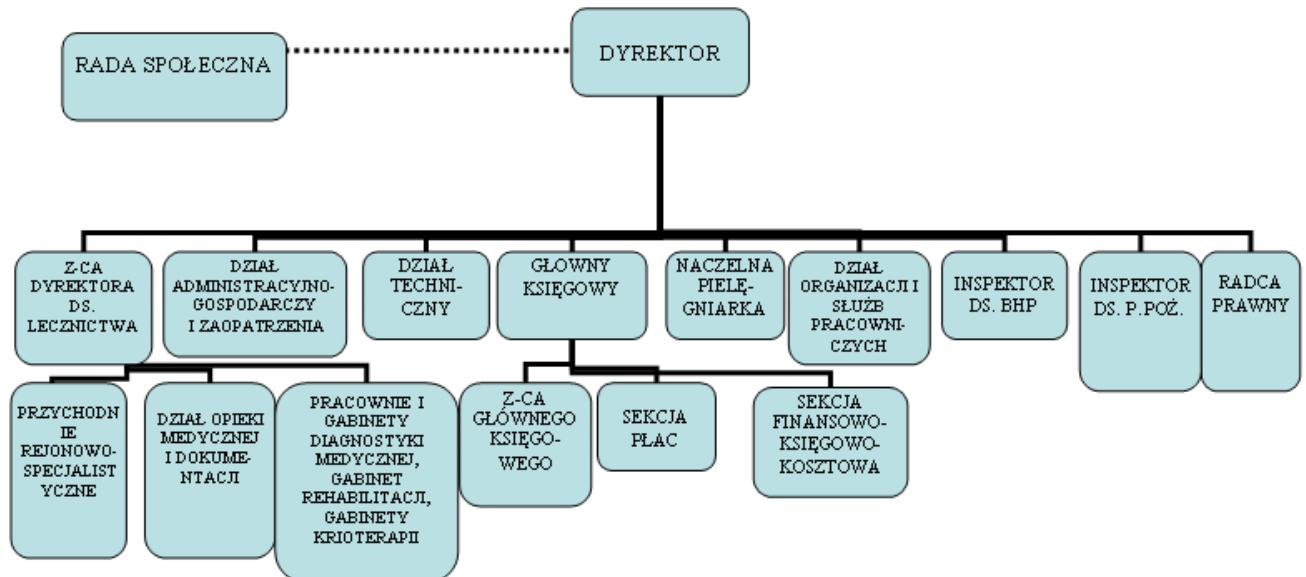 RADA SPOŁECZNA
DYREKTOR
Z-CA
DYREKTORA
DS.
LECZNICTWA
DZIAŁ
ADMINISTRACYJNO-
GOSPODARCZY
I ZAOPATRZENIA
DZIAŁ
TECHNI-
CZNY
GŁOWNY
KSIĘGOWY
NACZELNA
PIELĘ-
GNIARKA
DZIAŁ
ORGANIZACJI I
SŁUŻB
PRACOWNI-
CZYCH
INSPEKTOR
DS. BHP
INSPEKTOR
DS. P.POŻ.
RADCA
PRAWNY
PRZYCHODN
IE
REJONOWO-
SPECJALIST
YCZNE
DZIAŁ OPIEKI
MEDYCZNEJ
I DOKUME-
NTACJI
PRACOWNIE I
GABINETY
DIAGNOSTYKI
MEDYCZNEJ,
GABINET
REHABILITACJI,
GABINETY
KRIOTERAPII
Z-CA
GŁÓWNEGO
KSIĘGO-
WEGO
SEKCJA
PŁAC
SEKCJA
FINANSOWO-
KSIĘGOWO-
KOSZTOWA